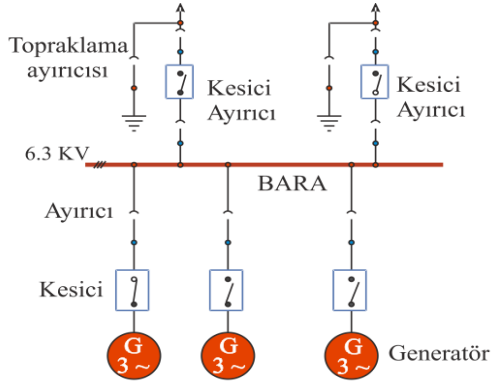 Topraklama
ayırıcısı
Kesici
Ayırıcı
Kesici
Ayırıcı
6.3 KV
BARA
Ayırıcı
Kesici
G
3 ~
G
3 ~
G
3 ~
Generatör